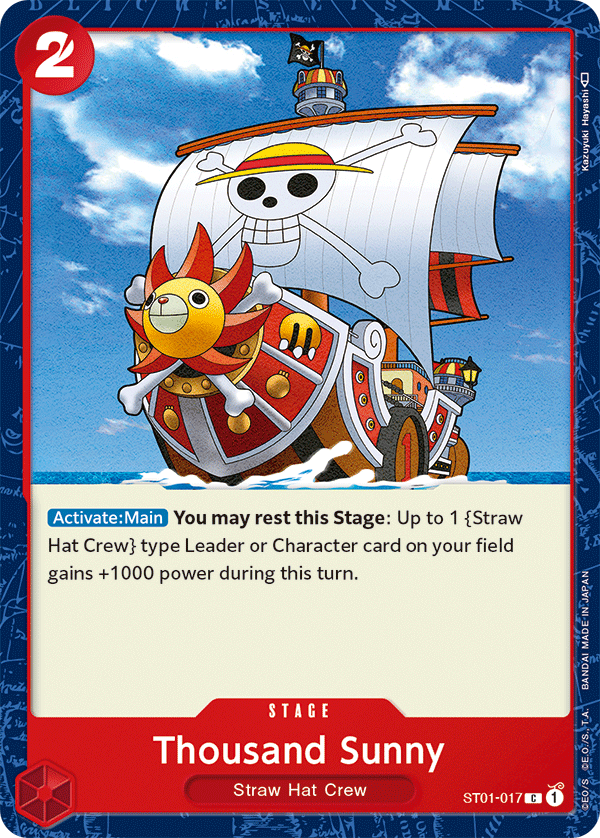 2
Kazuyuki Hayashi
Activate:Main You may rest this Stage: Up to 1 {Straw
Hat Crew} type Leader or Character card on your field
gains +1000 power during this turn.
STAGE
Thousand Sunny
Straw Hat Crew
ST01-017 C 1
©E.O./S. ©E.O./S.,T.A. BANDAI MADE IN JAPAN